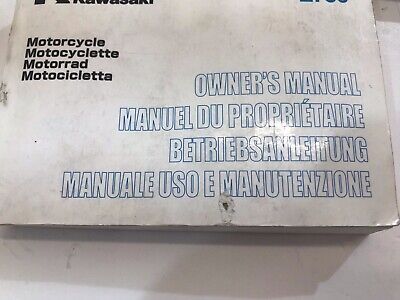 Kawasaki
Motorcycle
Motocyclette
Motorrad
Motocicletta
OWNER'S MANUAL
MANUEL DU PROPRIÉTAIRE
BETRIEBSANLEITUNG
MANUALE USO E MANUTENZIONE